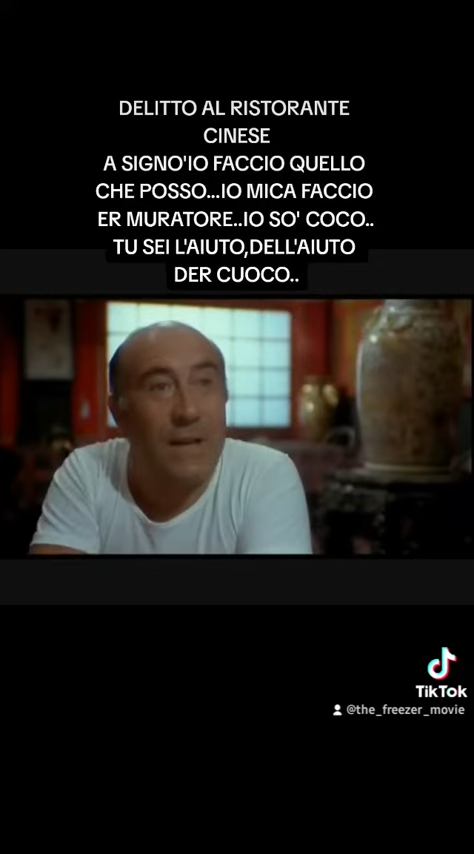 DELITTO AL RISTORANTE
CINESE
A SIGNO'IO FACCIO QUELLO
CHE POSSO...IO MICA FACCIO
ER MURATORE..IO SO' COCO..
TU SEI L'AIUTO,DELL'AIUTO
DER CUOCO..
TikTok
@the_freezer_movie